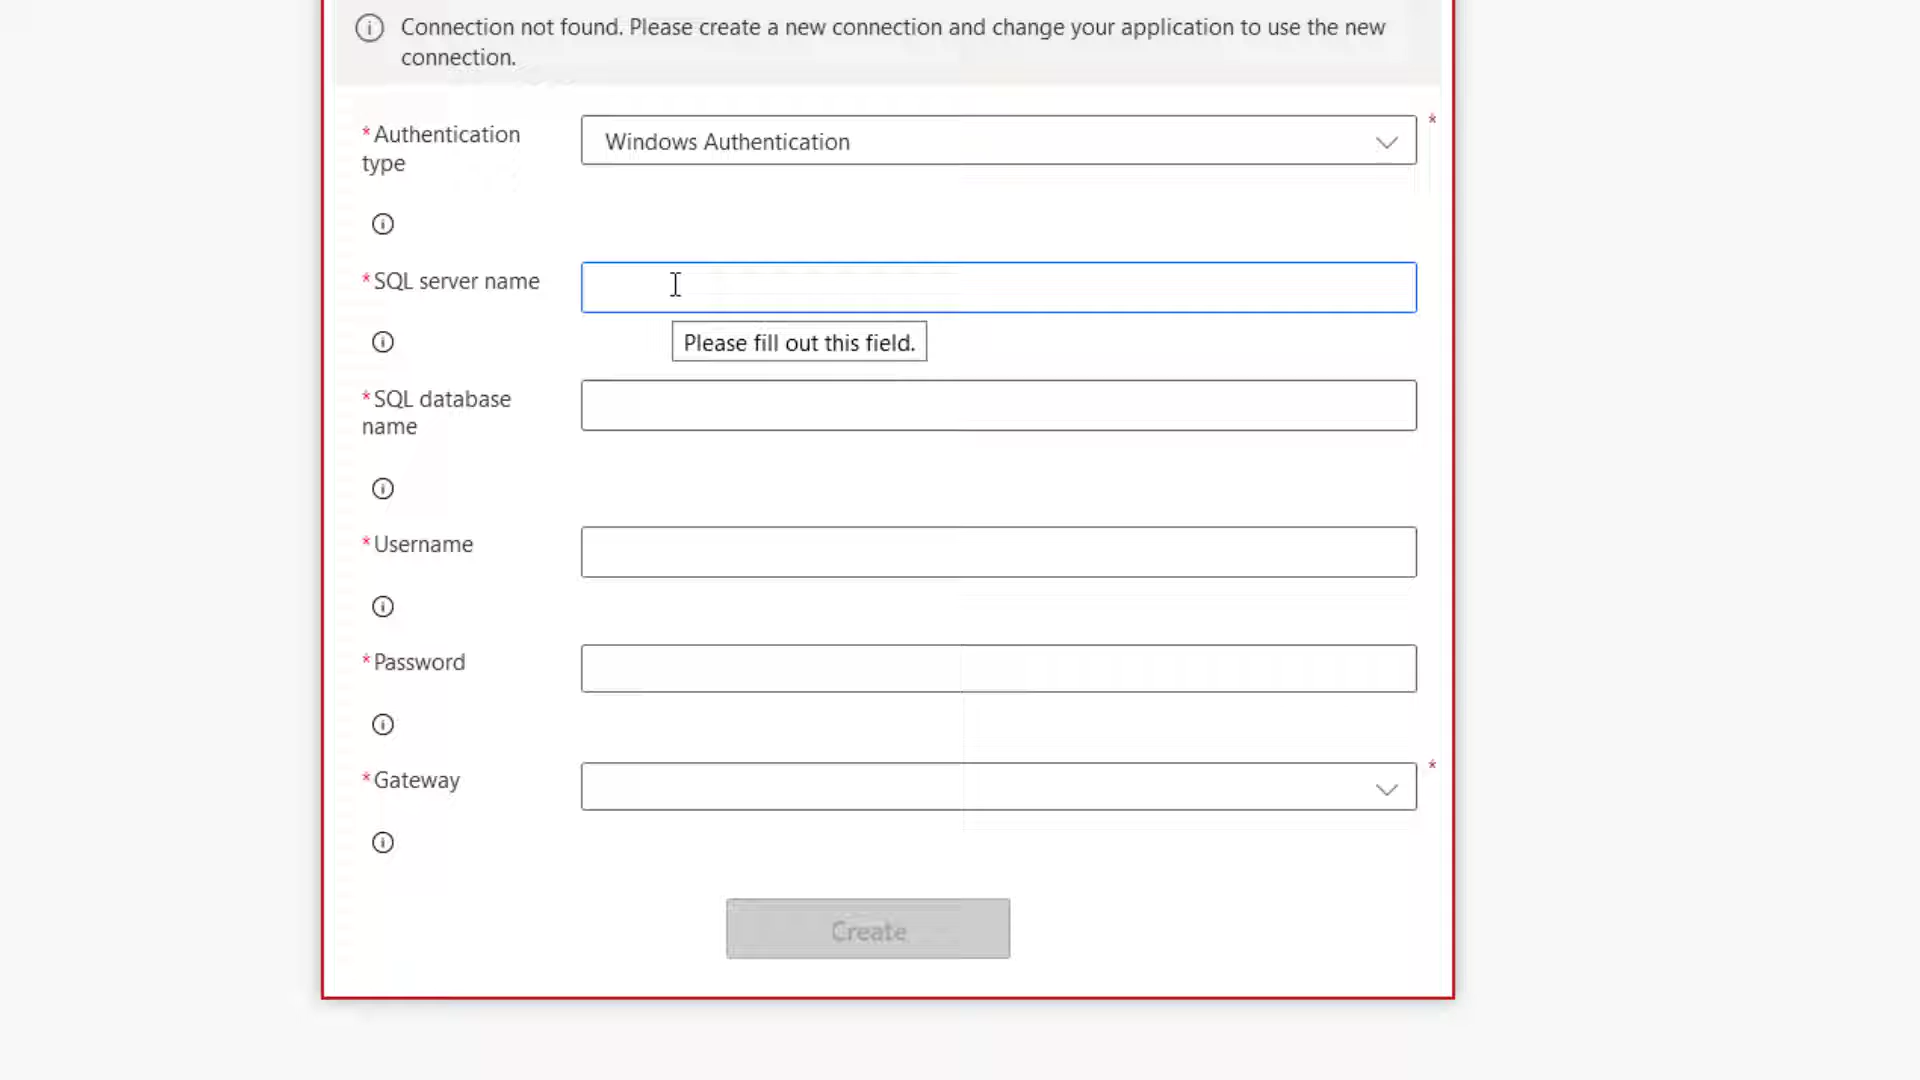 Connection not found. Please create a new connection and change your application to use the new
connection.
*Authentication
type
Windows Authentication
*
*SQL server name
Please fill out this field.
*SQL database
name
*Username
*Password
*Gateway
*
Create